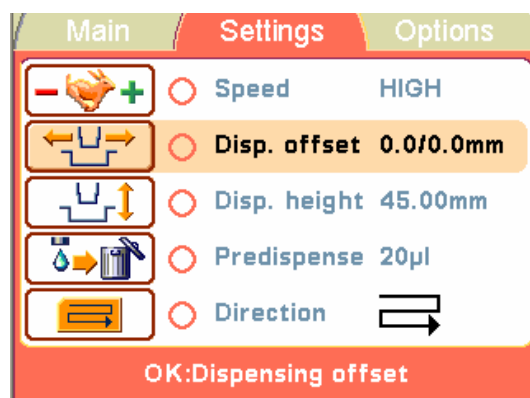 Main Settings Options
Speed HIGH
Disp. offset 0.0/0.0mm
Disp. height 45.00mm
Predispense 20µl
Direction
OK:Dispensing offset